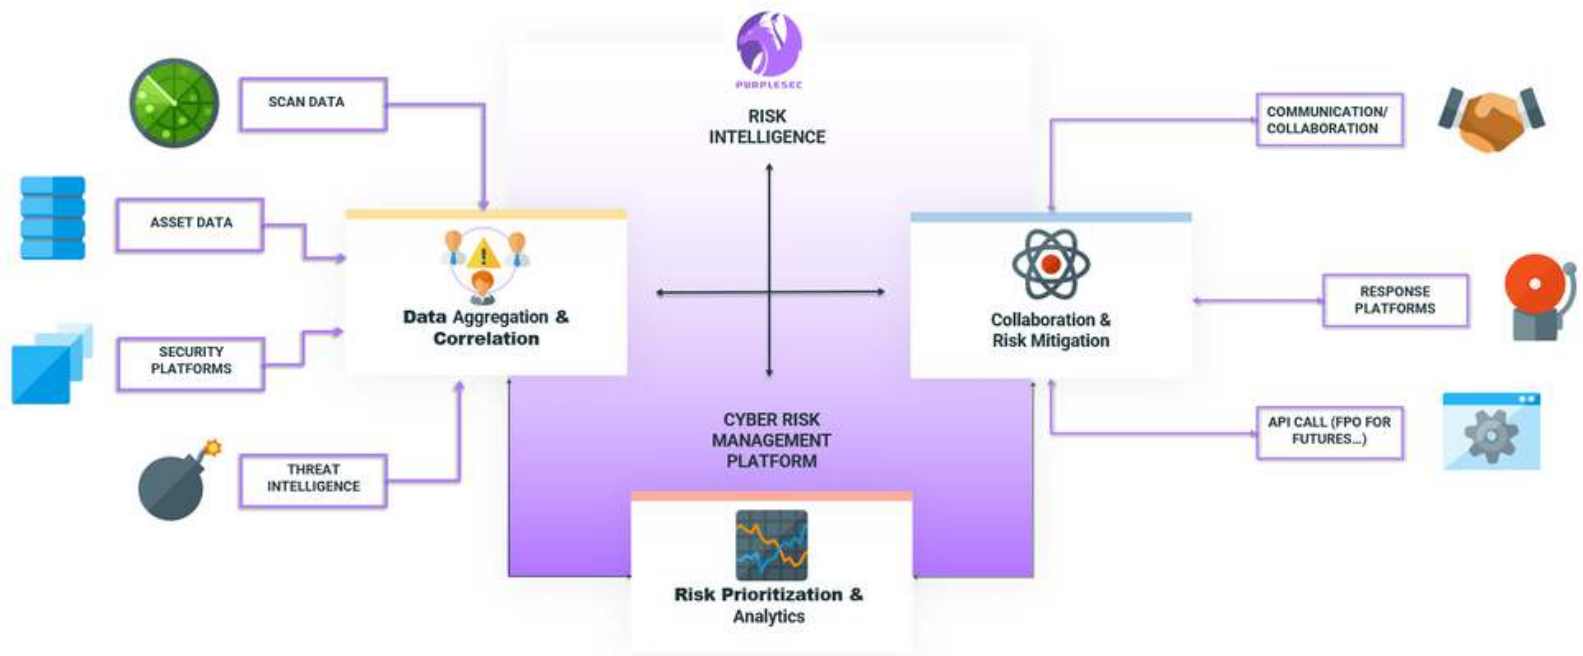 PURPLESEC
RISK
INTELLIGENCE
SCAN DATA
ASSET DATA
SECURITY
PLATFORMS
THREAT
INTELLIGENCE
Data Aggregation &
Correlation
CYBER RISK
MANAGEMENT
PLATFORM
Risk Prioritization &
Analytics
Collaboration &
Risk Mitigation
COMMUNICATION/
COLLABORATION
RESPONSE
PLATFORMS
API CALL (FPO FOR
FUTURES...)